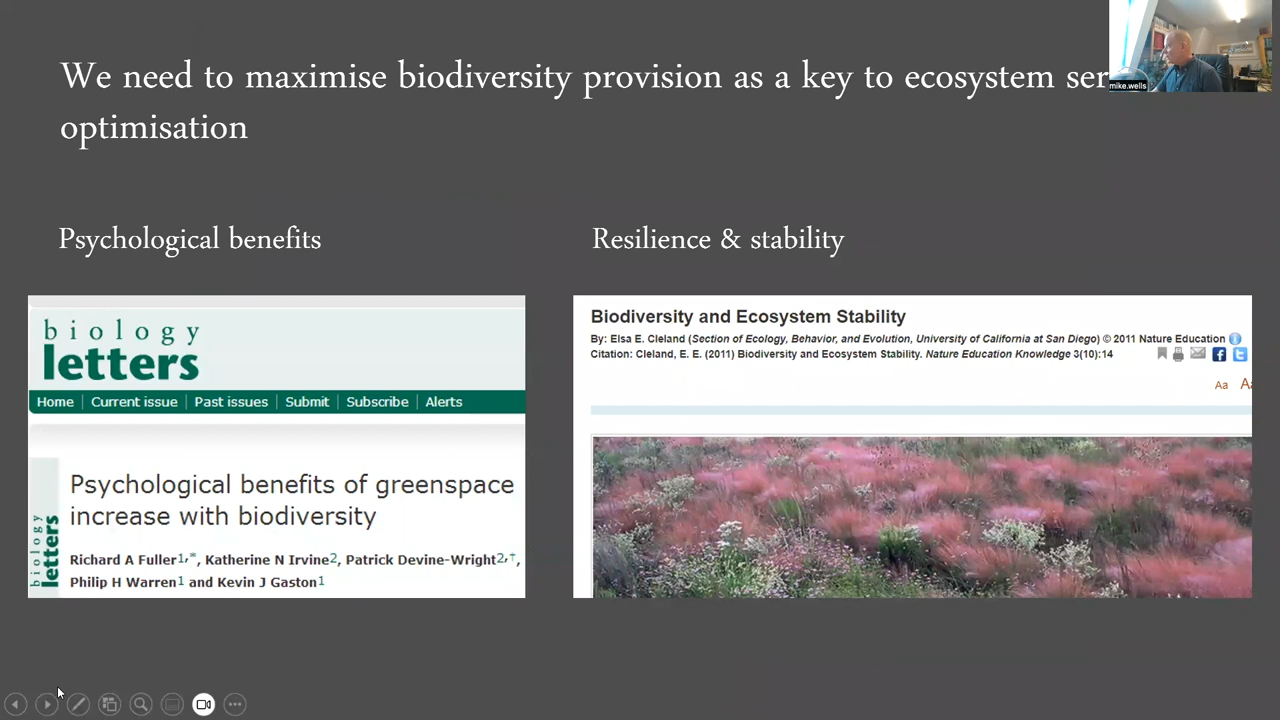 We need to maximise biodiversity provision as a key to ecosystem ser
optimisation
mike.wells
Psychological benefits
Resilience & stability
biology
letters
Home Current issue Past issues Submit Subscribe Alerts
Psychological benefits of greenspace
increase with biodiversity
Richard A Fuller1,*, Katherine N Irvine2, Patrick Devine-Wright2,†,
Philip H Warren1 and Kevin J Gaston1
biology
letters
Biodiversity and Ecosystem Stability
By: Elsa E. Cleland (Section of Ecology, Behavior, and Evolution, University of California at San Diego) © 2011 Nature Education
Citation: Cleland, E. E. (2011) Biodiversity and Ecosystem Stability. Nature Education Knowledge 3(10):14
Aa Aa